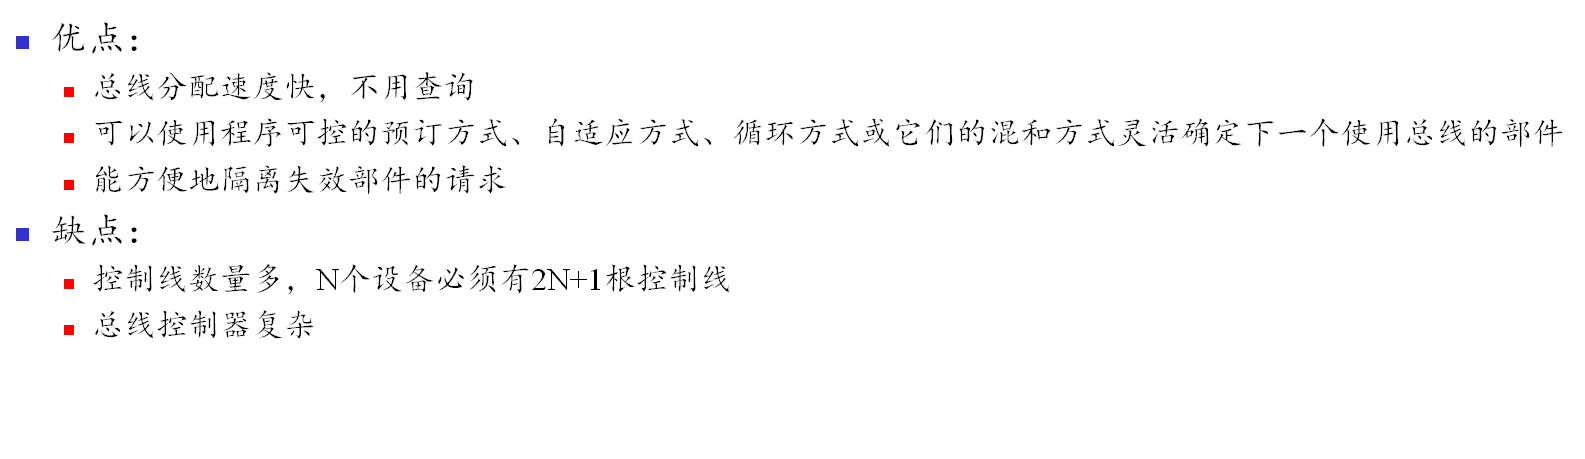 优点：
总线分配速度快，不用查询
可以使用程序可控的预订方式、自适应方式、循环方式或它们的混和方式灵活确定下一个使用总线的部件
能方便地隔离失效部件的请求
缺点：
控制线数量多，N个设备必须有2N+1根控制线
总线控制器复杂